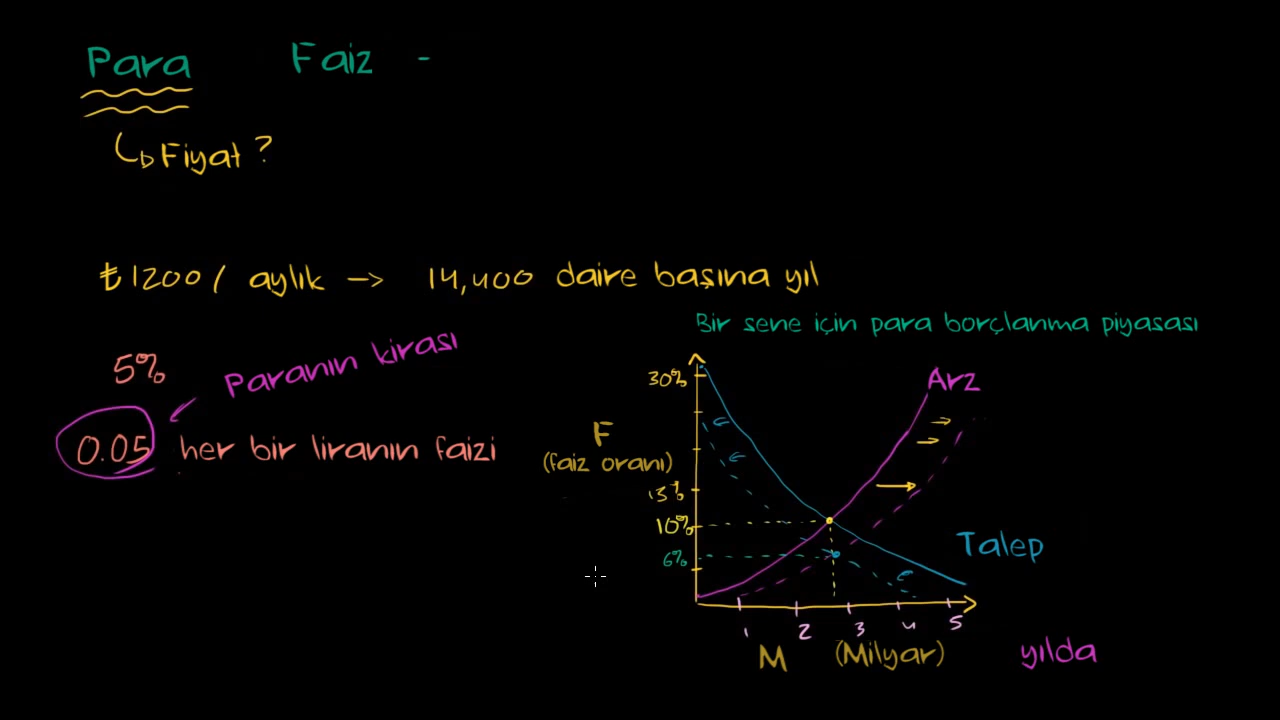 Para Faiz -
Fiyat ?
₺1200/ aylık -> 14,400 daire başına yıl
Bir sene için para borçlanma piyasası
5%
Paranın kirası
0.05 her bir liranın faizi
30%
Arz
F
(faiz oranı)
13%
10%
6%
Talep
1 2 3 4 5
M (Milyar) yılda